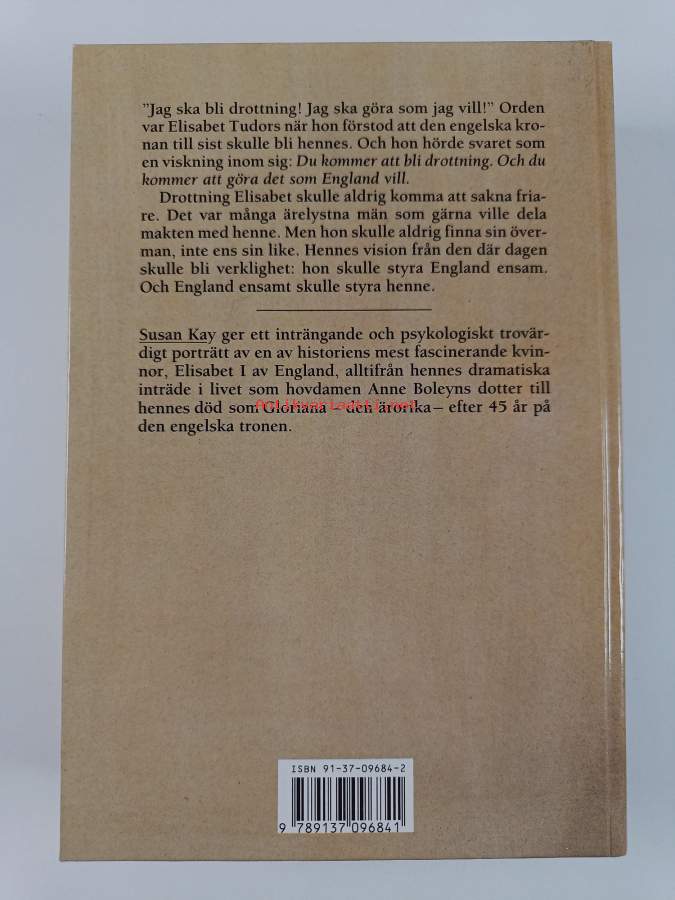 ”Jag ska bli drottning! Jag ska göra som jag vill!” Orden
var Elisabet Tudors när hon förstod att den engelska kro-
nan till sist skulle bli hennes. Och hon hörde svaret som
en viskning inom sig: Du kommer att bli drottning. Och du
kommer att göra det som England vill.
Drottning Elisabet skulle aldrig komma att sakna fria-
re. Det var många ärelystna män som gärna ville dela
makten med henne. Men hon skulle aldrig finna sin över-
man, inte ens sin like. Hennes vision från den där dagen
skulle bli verklighet: hon skulle styra England ensam.
Och England ensamt skulle styra henne.
Susan Kay ger ett inträngande och psykologiskt trovär-
digt porträtt av en av historiens mest fascinerande kvin-
nor, Elisabet I av England, alltifrån hennes dramatiska
inträde i livet som hovdamen Anne Boleyns dotter till
hennes död som Gloriana – den ärorika – efter 45 år på
den engelska tronen.
Antikvariaatti.net
ISBN 91-37-09684-2
9 789137 096841